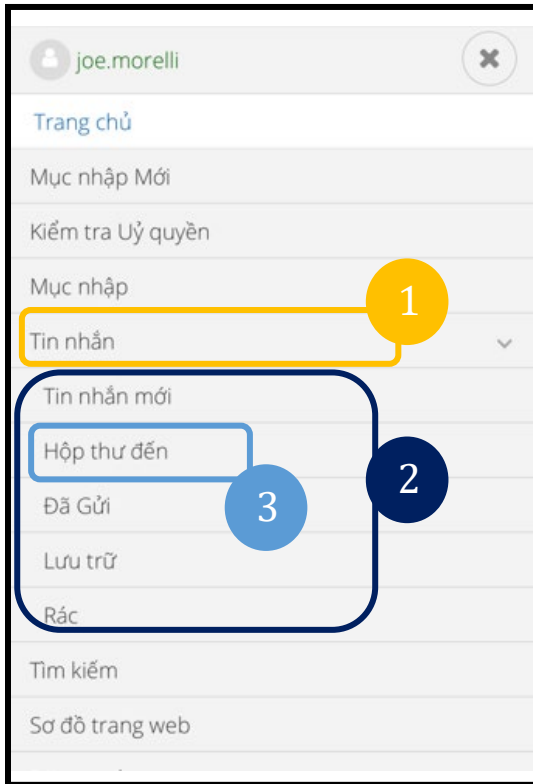 joe.morelli
Trang chủ
Mục nhập Mới
Kiểm tra Uỷ quyền
Mục nhập
1
Tin nhắn
Tin nhắn mới
Hộp thư đến
2
Đã Gửi
3
Lưu trữ
Rác
Tìm kiếm
Sơ đồ trang web